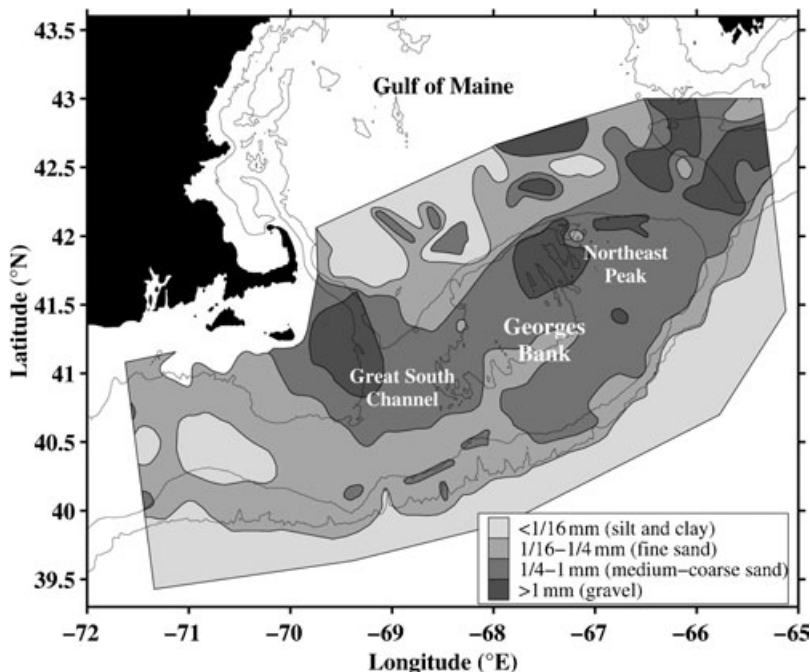 43.5
43
42.5
42
41.5
41
40.5
40
39.5
Latitude (°N)
Gulf of Maine
Northeast
Peak
Georges
Bank
Great South
Channel
<1/16 mm (silt and clay)
1/16–1/4 mm (fine sand)
1/4–1 mm (medium–coarse sand)
>1 mm (gravel)
−72 −71 −70 −69 −68 −67 −66 −65
Longitude (°E)